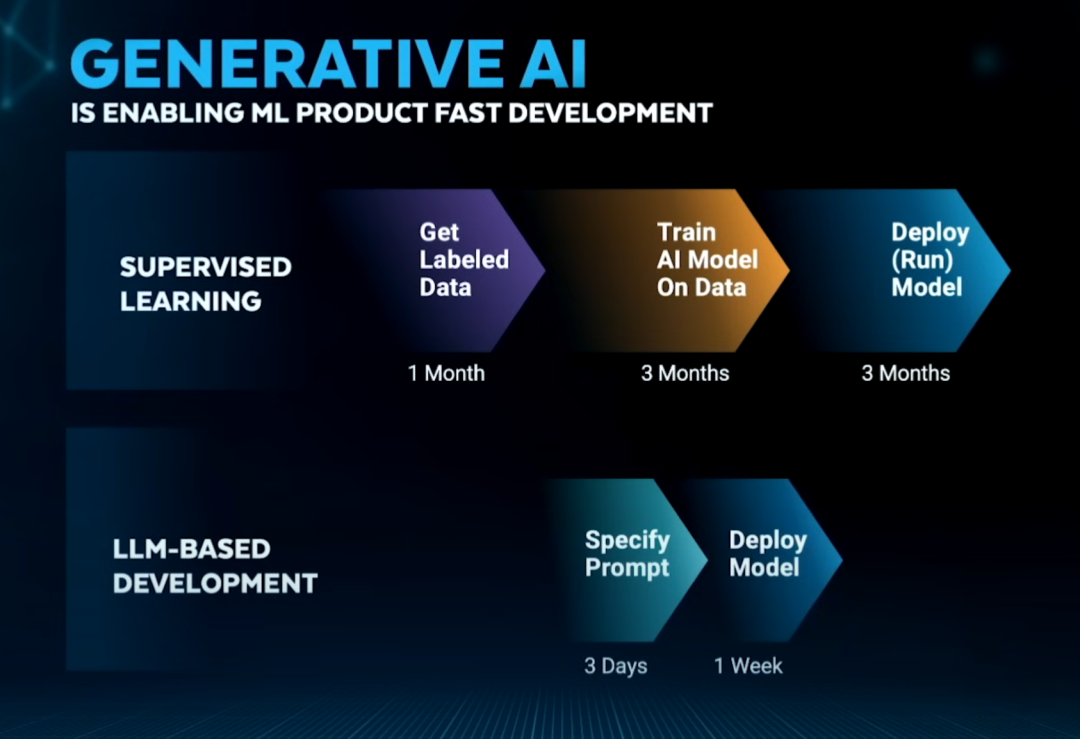 GENERATIVE AI
IS ENABLING ML PRODUCT FAST DEVELOPMENT
SUPERVISED
LEARNING
Get
Labeled
Data
1 Month
Train
AI Model
On Data
3 Months
Deploy
(Run)
Model
3 Months
LLM-BASED
DEVELOPMENT
Specify
Prompt
3 Days
Deploy
Model
1 Week